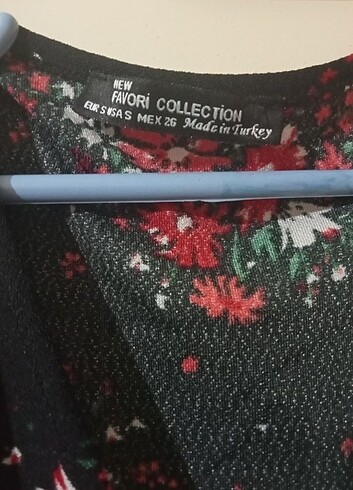 NEW
FAVORi COLLECTION
EUR S USA S MEX 26 Made in Turkey